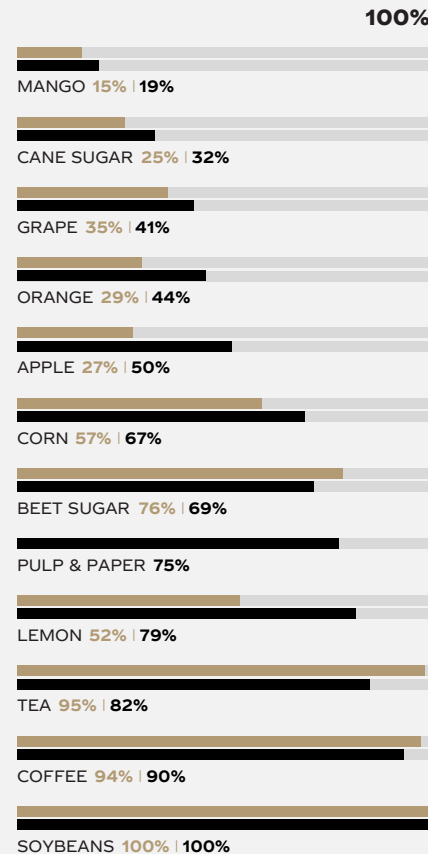 100%
MANGO 15% | 19%
CANE SUGAR 25% | 32%
GRAPE 35% | 41%
ORANGE 29% | 44%
APPLE 27% | 50%
CORN 57% | 67%
BEET SUGAR 76% | 69%
PULP & PAPER 75%
LEMON 52% | 79%
TEA 95% | 82%
COFFEE 94% | 90%
SOYBEANS 100% | 100%